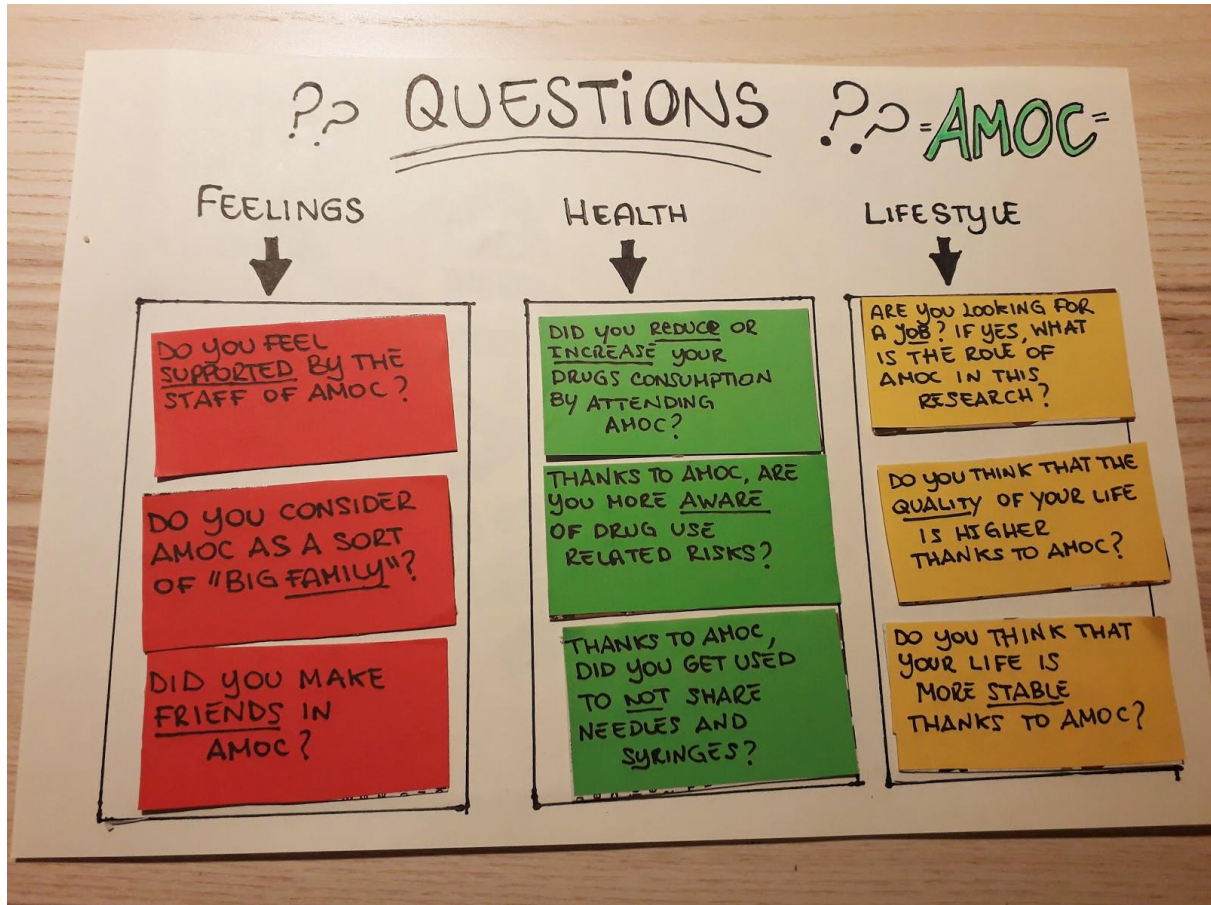 ?? QUESTiONS ?? =AMOC=
FEELINGS
DO YOU FEEL
SUPPORTED BY THE
STAFF OF AMOC?
DO YOU CONSIDER
AMOC AS A SORT
OF "BIG FAMILY"?
DID YOU MAKE
FRIENDS IN
AMOC?
HEALTH
DID YOU REDUCE OR
INCREASE YOUR
DRUGS CONSUMPTION
BY ATTENDING
AMOC?
THANKS TO AMOC, ARE
YOU MORE AWARE
OF DRUG USE
RELATED RISKS?
THANKS TO AMOC,
DID YOU GET USED
TO NOT SHARE
NEEDLES AND
SYRINGES?
LIFESTYLE
ARE YOU LOOKING FOR
A JOB? IF YES, WHAT
IS THE ROLE OF
AMOC IN THIS
RESEARCH?
DO YOU THINK THAT THE
QUALITY OF YOUR LIFE
IS HIGHER
THANKS TO AMOC?
DO YOU THINK THAT
YOUR LIFE IS
MORE STABLE
THANKS TO AMOC?